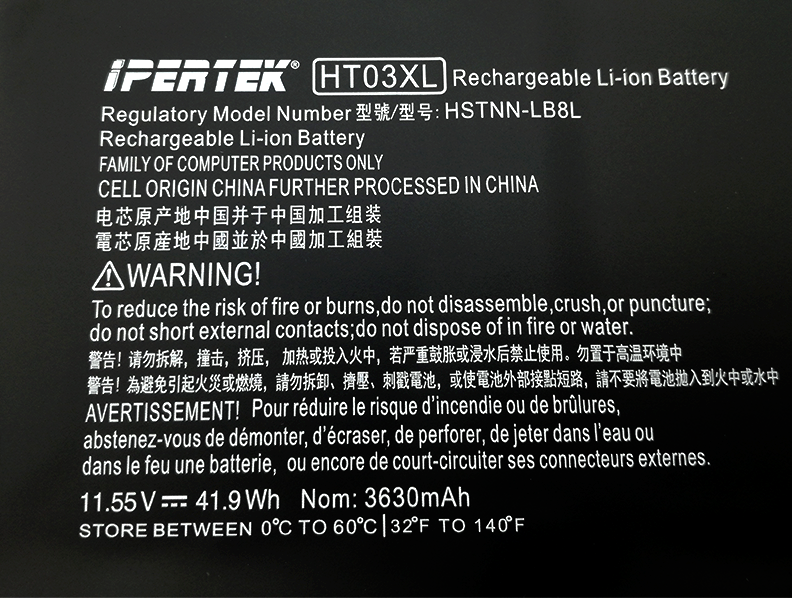 iPERTEK® HT03XL Rechargeable Li-ion Battery
Regulatory Model Number 型號/型号: HSTNN-LB8L
Rechargeable Li-ion Battery
FAMILY OF COMPUTER PRODUCTS ONLY
CELL ORIGIN CHINA FURTHER PROCESSED IN CHINA
电芯原产地中国并于中国加工组装
電芯原産地中國並於中國加工組裝
⚠WARNING!
To reduce the risk of fire or burns,do not disassemble,crush,or puncture;
do not short external contacts;do not dispose of in fire or water.
警告! 请勿拆解，撞击，挤压， 加热或投入火中，若严重鼓胀或浸水后禁止使用。勿置于高温环境中
警告! 為避免引起火災或燃燒，請勿拆卸、擠壓、刺戳電池，或使電池外部接點短路，請不要將電池拋入到火中或水中
AVERTISSEMENT! Pour réduire le risque d'incendie ou de brûlures,
abstenez-vous de démonter, d'écraser, de perforer, de jeter dans l'eau ou
dans le feu une batterie, ou encore de court-circuiter ses connecteurs externes.
11.55V⎓ 41.9Wh Nom: 3630mAh
STORE BETWEEN 0°C TO 60°C|32°F TO 140°F